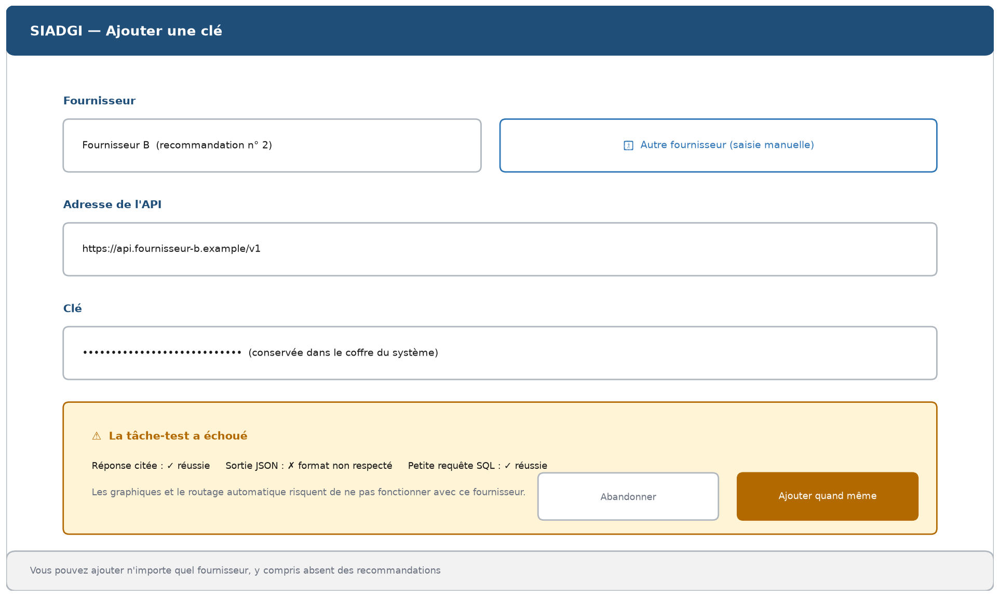 SIADGI — Ajouter une clé
Fournisseur
Fournisseur B (recommandation n° 2)
Autre fournisseur (saisie manuelle)
Adresse de l'API
https://api.fournisseur-b.example/v1
Clé
•••••••••••••••••••••••••••• (conservée dans le coffre du système)
⚠ La tâche-test a échoué
Réponse citée : ✓ réussie Sortie JSON : ✗ format non respecté Petite requête SQL : ✓ réussie
Les graphiques et le routage automatique risquent de ne pas fonctionner avec ce fournisseur.
Abandonner
Ajouter quand même
Vous pouvez ajouter n'importe quel fournisseur, y compris absent des recommandations